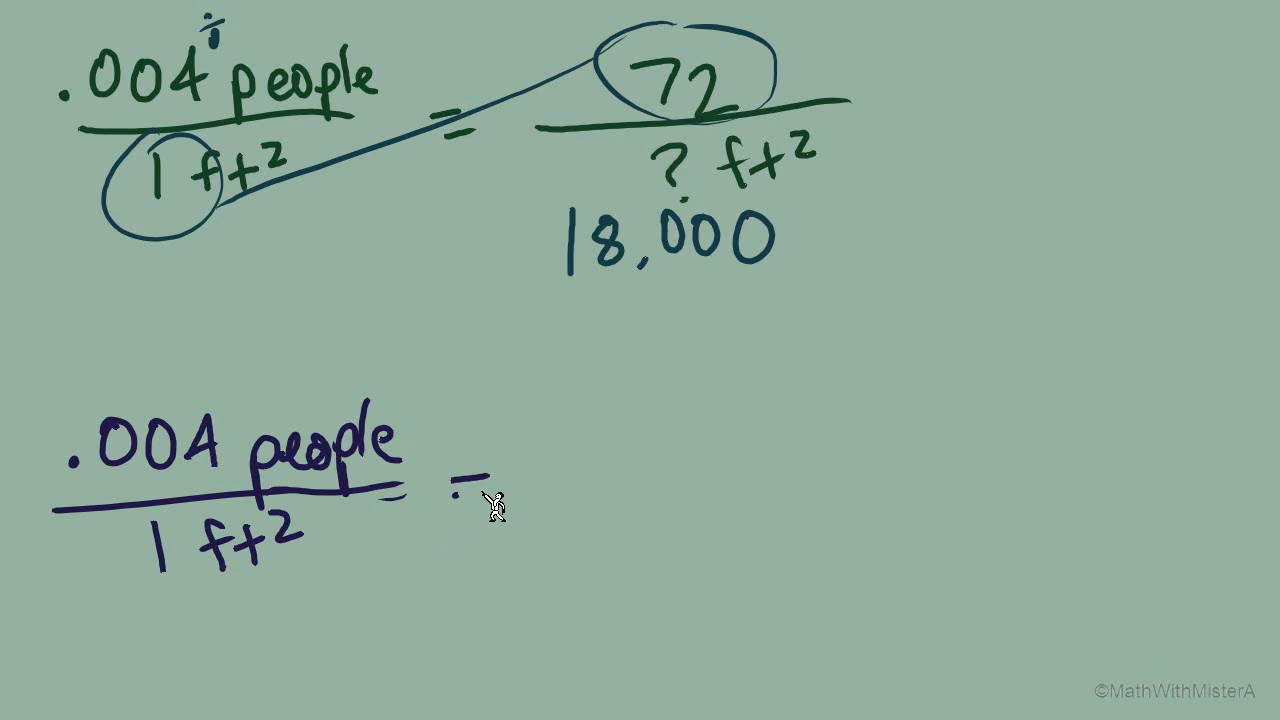 ÷
.004 people = 72
1 ft² ? ft²
18,000
.004 people =
1 ft²
©MathWithMisterA